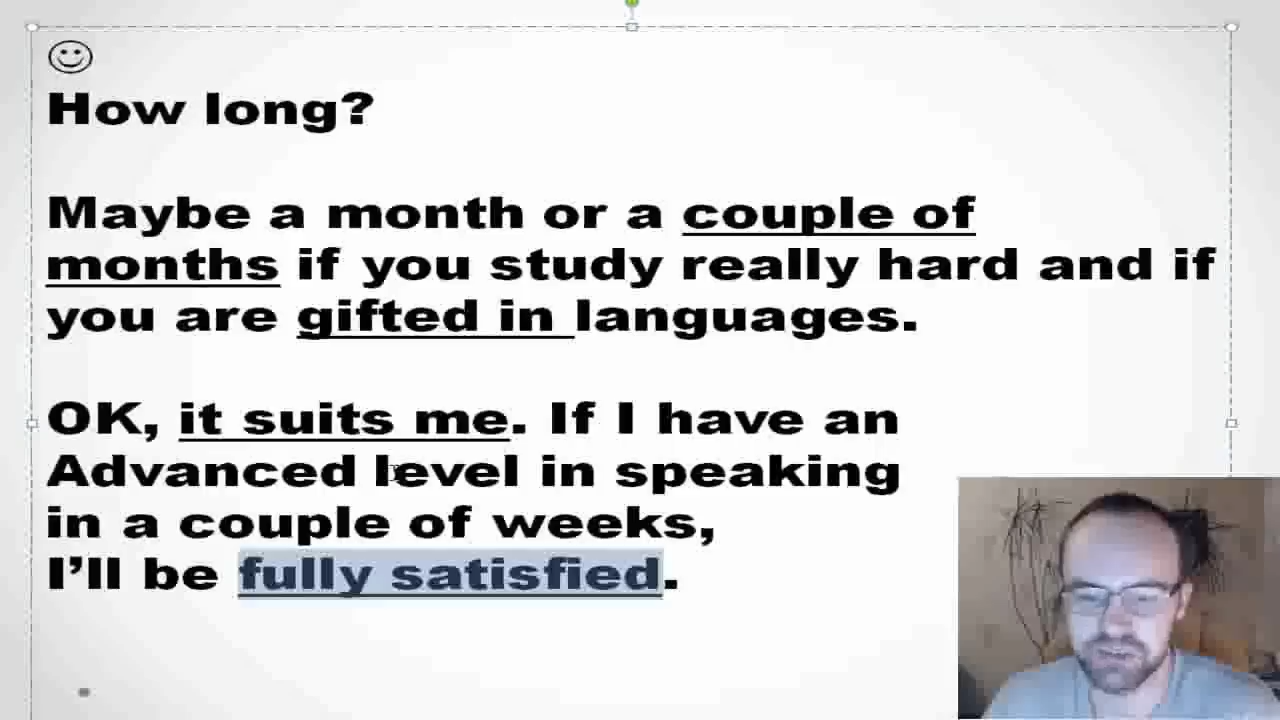 How long?
Maybe a month or a couple of
months if you study really hard and if
you are gifted in languages.
OK, it suits me. If I have an
Advanced level in speaking
in a couple of weeks,
I’ll be fully satisfied.